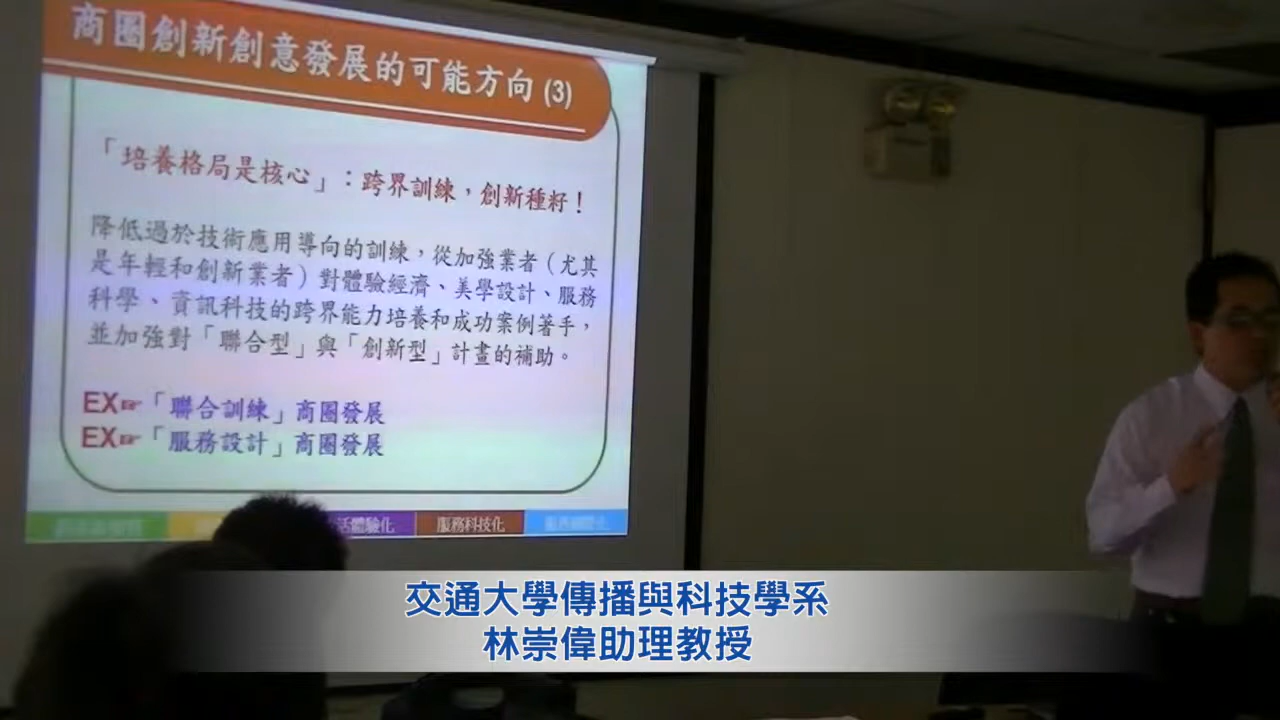 商圈創新創意發展的可能方向 (3)
「培養格局是核心」：跨界訓練，創新種籽！
降低過於技術應用導向的訓練，從加強業者（尤其
是年輕和創新業者）對體驗經濟、美學設計、服務
科學、資訊科技的跨界能力培養和成功案例著手，
並加強對「聯合型」與「創新型」計畫的補助。
EX☞「聯合訓練」商圈發展
EX☞「服務設計」商圈發展
活體驗化
服務科技化
交通大學傳播與科技學系
林崇偉助理教授